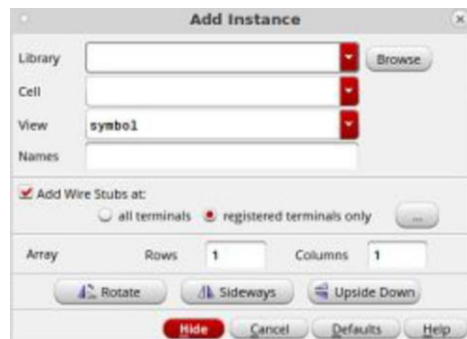 Add Instance
Library Browse
Cell
View symbol
Names
Add Wire Stubs at:
all terminals registered terminals only ...
Array Rows 1 Columns 1
Rotate Sideways Upside Down
Hide Cancel Defaults Help